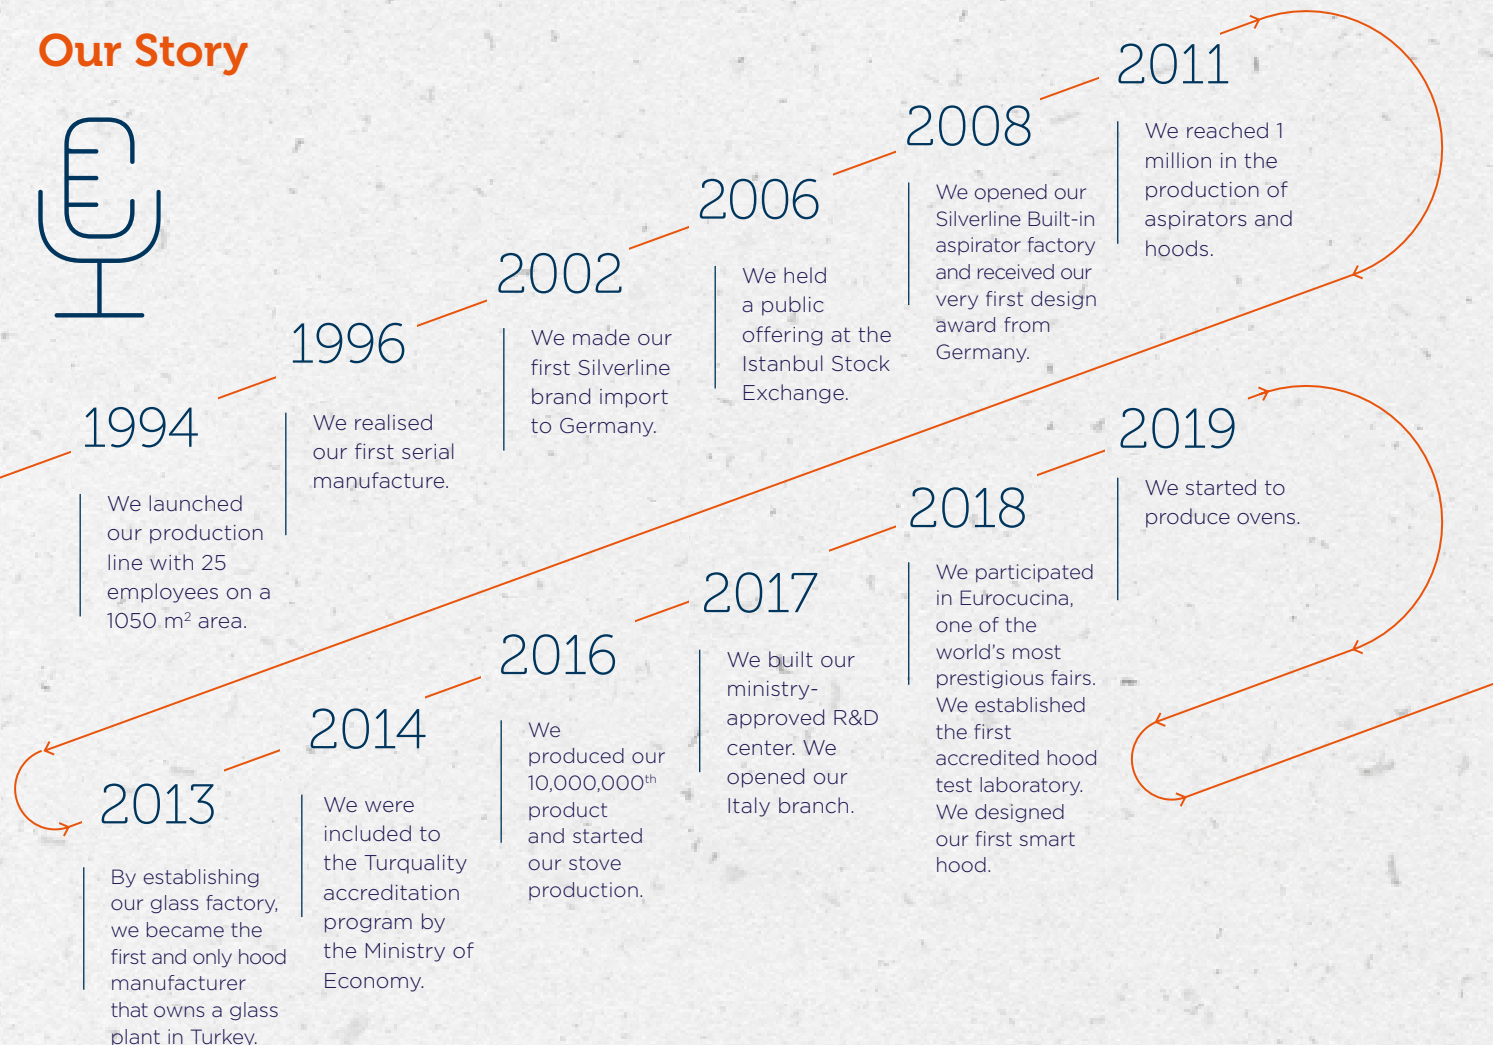 Our Story
1994
We launched
our production
line with 25
employees on a
1050 m² area.
1996
We realised
our first serial
manufacture.
2002
We made our
first Silverline
brand import
to Germany.
2006
We held
a public
offering at the
Istanbul Stock
Exchange.
2008
We opened our
Silverline Built-in
aspirator factory
and received our
very first design
award from
Germany.
2011
We reached 1
million in the
production of
aspirators and
hoods.
2013
By establishing
our glass factory,
we became the
first and only hood
manufacturer
that owns a glass
plant in Turkey.
2014
We were
included to
the Turquality
accreditation
program by
the Ministry of
Economy.
2016
We
produced our
10,000,000th
product
and started
our stove
production.
2017
We built our
ministry-
approved R&D
center. We
opened our
Italy branch.
2018
We participated
in Eurocucina,
one of the
world's most
prestigious fairs.
We established
the first
accredited hood
test laboratory.
We designed
our first smart
hood.
2019
We started to
produce ovens.